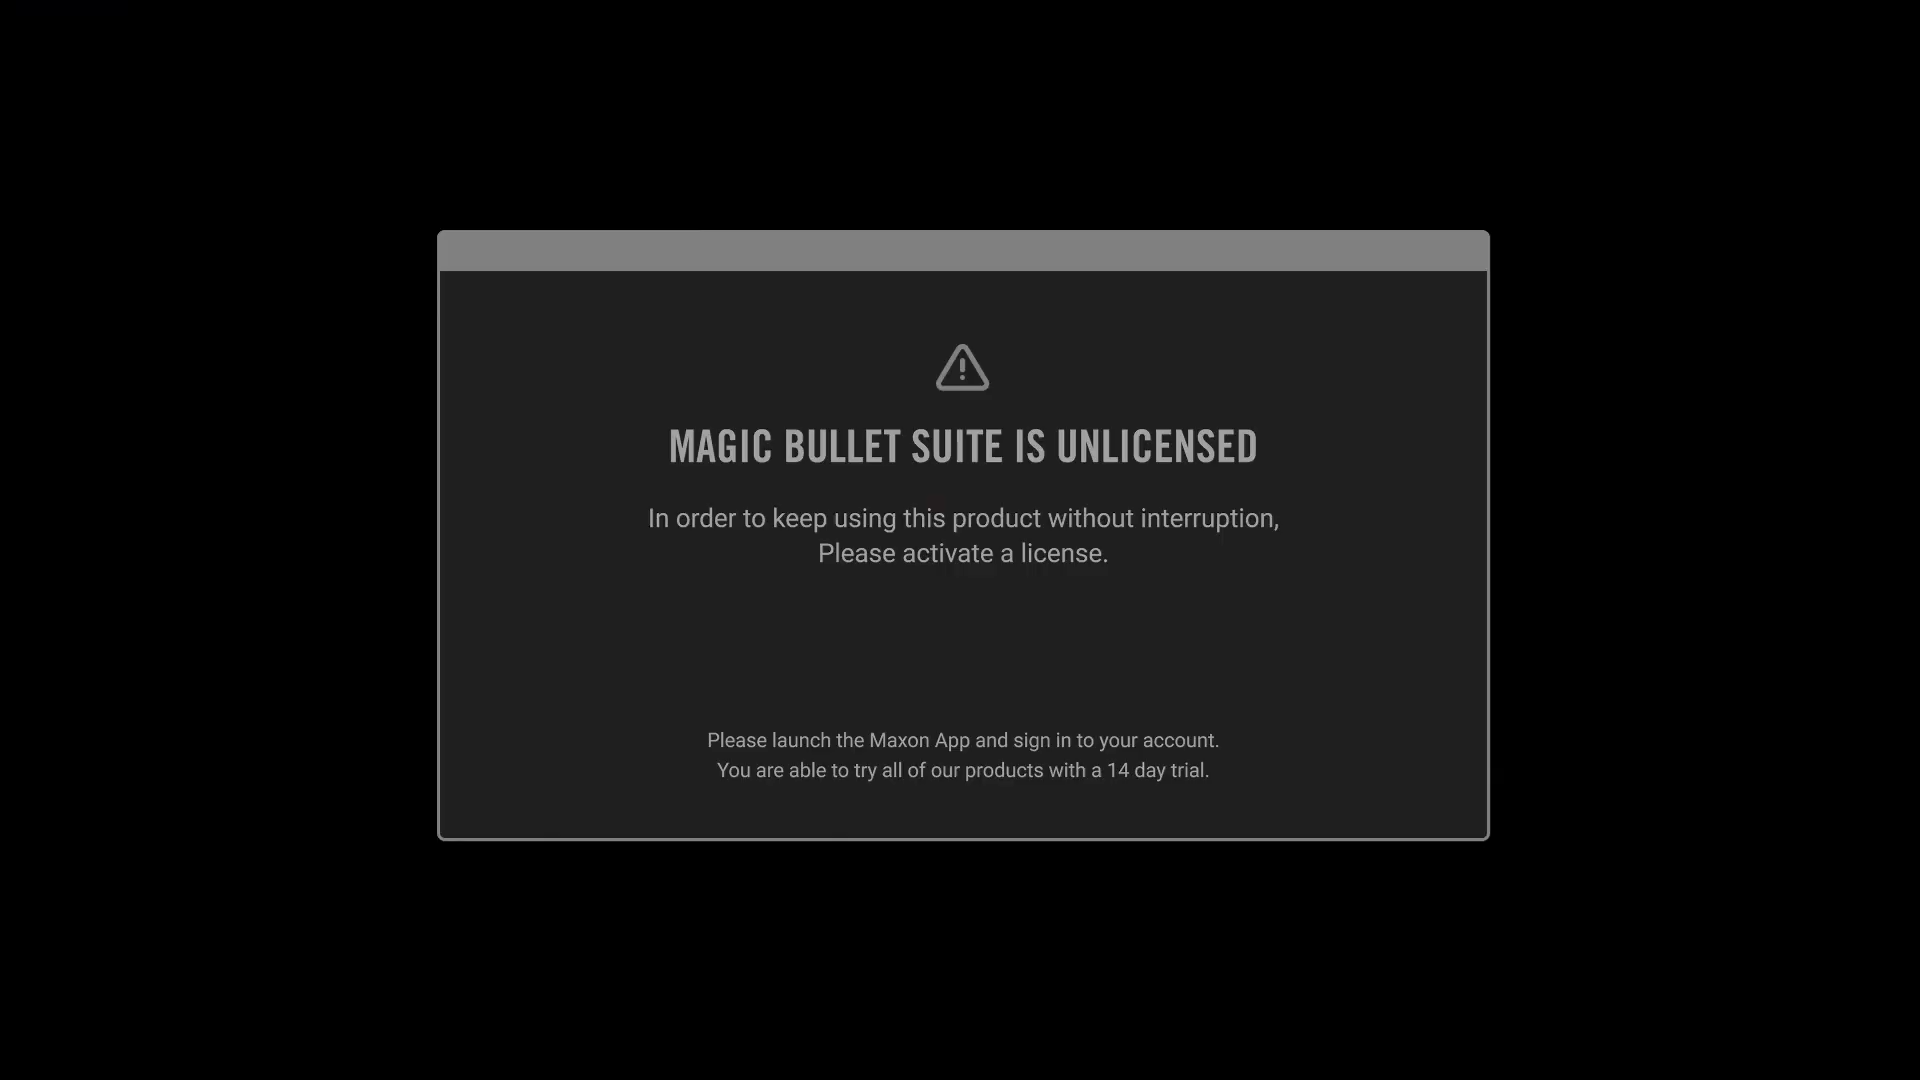 MAGIC BULLET SUITE IS UNLICENSED
In order to keep using this product without interruption,
Please activate a license.
Please launch the Maxon App and sign in to your account.
You are able to try all of our products with a 14 day trial.